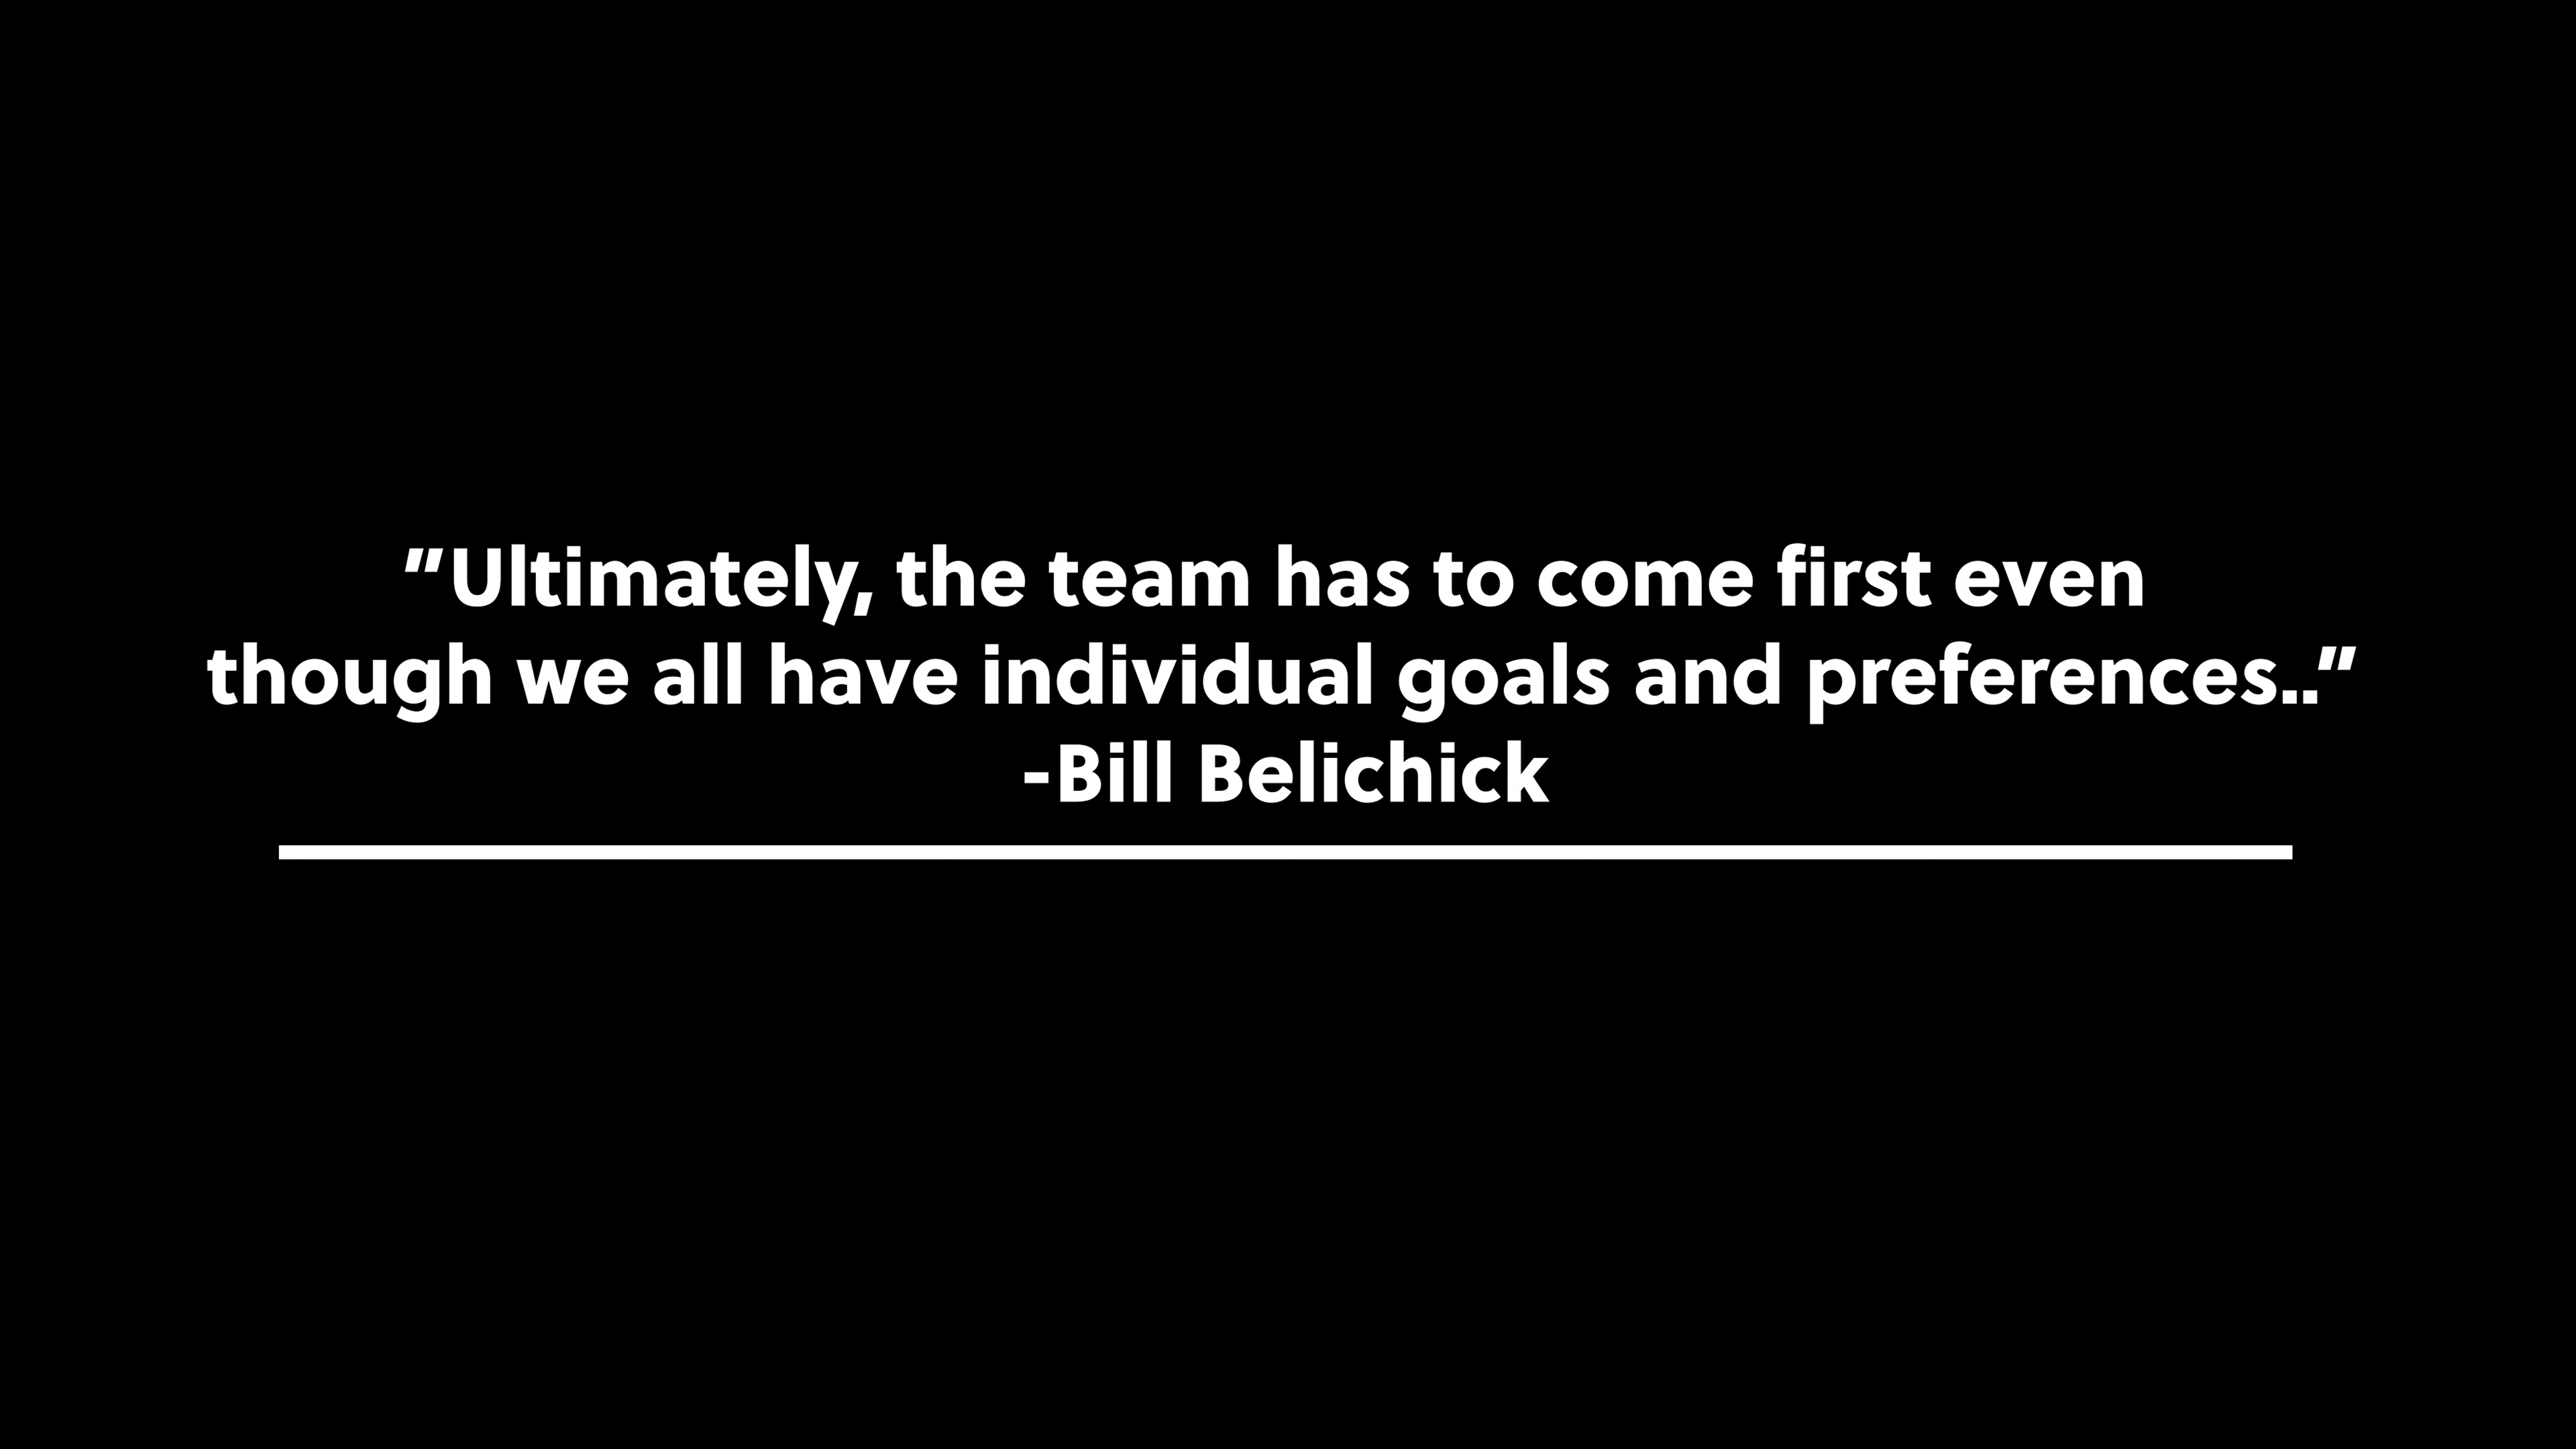 "Ultimately, the team has to come first even
though we all have individual goals and preferences.."
-Bill Belichick